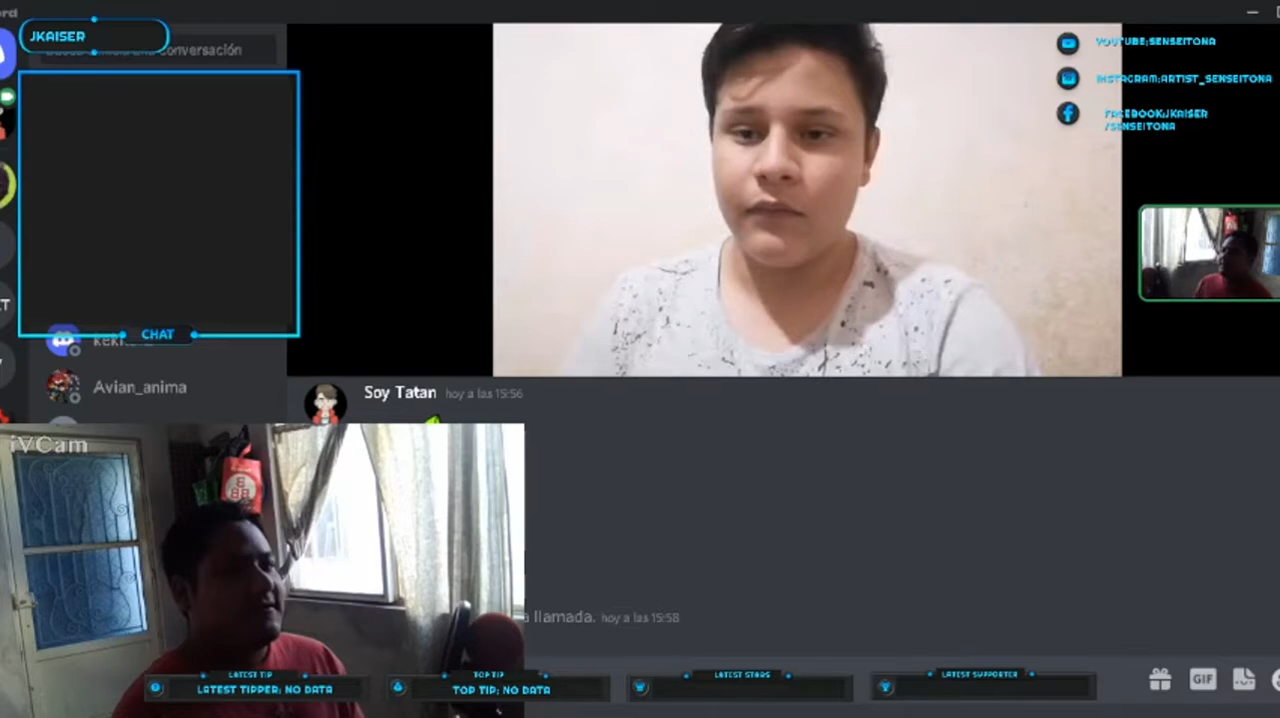 JKAISER
conversación
YOUTUBE:SENSEITONA
INSTAGRAM:ARTIST_SENSEITONA
FACEBOOK:JKAISER
/SENSEITONA
CHAT
Avian_anima
Soy Tatan hoy a las 15:56
iVCam
a llamada. hoy a las 15:58
LATEST TIP
LATEST TIPPER: NO DATA
TOP TIP
TOP TIP: NO DATA
LATEST STARS
LATEST SUPPORTER
GIF